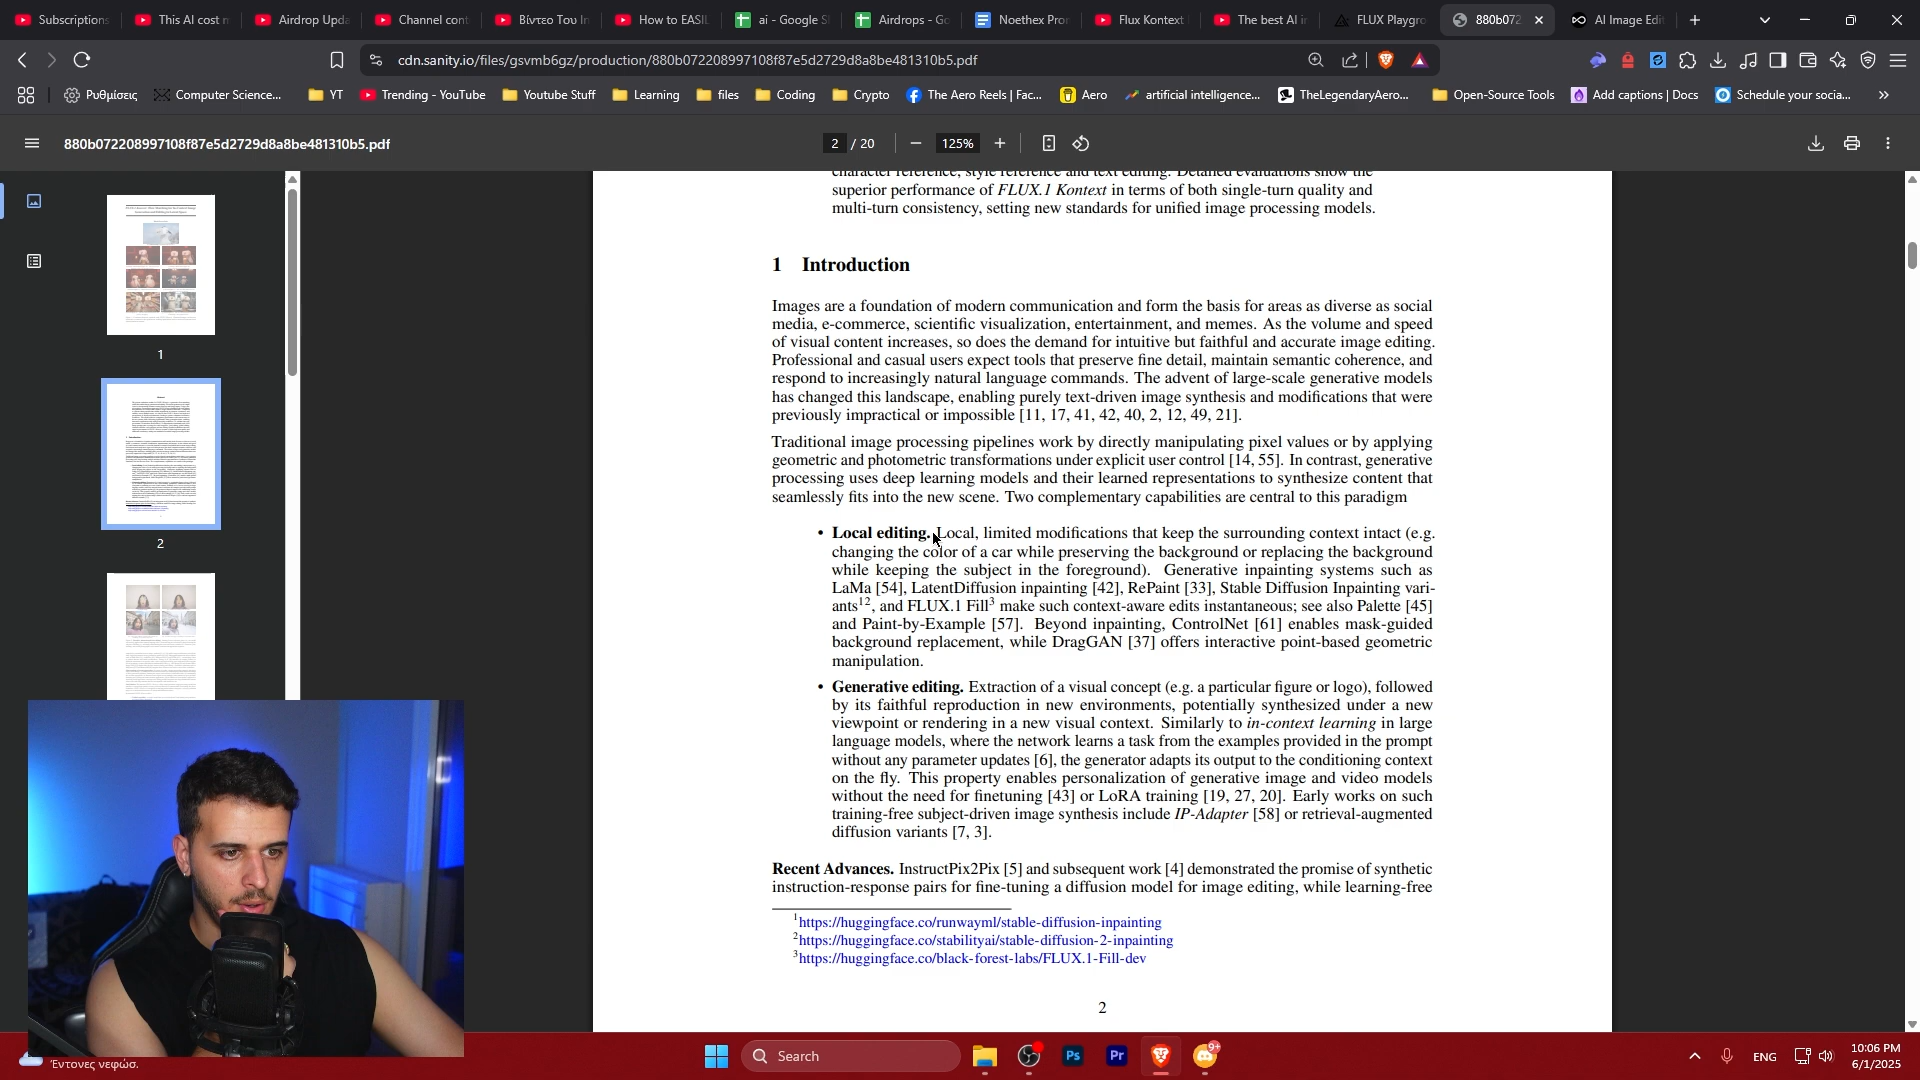 Subscriptions
This AI cost m
Airdrop Upda
Channel cont
Βίντεο Του In
How to EASIL
ai - Google Sh
Airdrops - Go
Noethex Pron
Flux Kontext
The best AI in
FLUX Playgro
880b072
AI Image Edit
cdn.sanity.io/files/gsvmb6gz/production/880b072208997108f87e5d2729d8a8be481310b5.pdf
Ρυθμίσεις
Computer Science...
YT
Trending - YouTube
Youtube Stuff
Learning
files
Coding
Crypto
The Aero Reels | Fac...
Aero
artificial intelligence...
TheLegendaryAero...
Open-Source Tools
Add captions | Docs
Schedule your socia...
880b072208997108f87e5d2729d8a8be481310b5.pdf
2 / 20
125%
1
2
character reference, style reference and text editing. Detailed evaluations show the
superior performance of FLUX.1 Kontext in terms of both single-turn quality and
multi-turn consistency, setting new standards for unified image processing models.
1 Introduction
Images are a foundation of modern communication and form the basis for areas as diverse as social
media, e-commerce, scientific visualization, entertainment, and memes. As the volume and speed
of visual content increases, so does the demand for intuitive but faithful and accurate image editing.
Professional and casual users expect tools that preserve fine detail, maintain semantic coherence, and
respond to increasingly natural language commands. The advent of large-scale generative models
has changed this landscape, enabling purely text-driven image synthesis and modifications that were
previously impractical or impossible [11, 17, 41, 42, 40, 2, 12, 49, 21].
Traditional image processing pipelines work by directly manipulating pixel values or by applying
geometric and photometric transformations under explicit user control [14, 55]. In contrast, generative
processing uses deep learning models and their learned representations to synthesize content that
seamlessly fits into the new scene. Two complementary capabilities are central to this paradigm
• Local editing. Local, limited modifications that keep the surrounding context intact (e.g.
changing the color of a car while preserving the background or replacing the background
while keeping the subject in the foreground). Generative inpainting systems such as
LaMa [54], LatentDiffusion inpainting [42], RePaint [33], Stable Diffusion Inpainting vari-
ants12, and FLUX.1 Fill3 make such context-aware edits instantaneous; see also Palette [45]
and Paint-by-Example [57]. Beyond inpainting, ControlNet [61] enables mask-guided
background replacement, while DragGAN [37] offers interactive point-based geometric
manipulation.
• Generative editing. Extraction of a visual concept (e.g. a particular figure or logo), followed
by its faithful reproduction in new environments, potentially synthesized under a new
viewpoint or rendering in a new visual context. Similarly to in-context learning in large
language models, where the network learns a task from the examples provided in the prompt
without any parameter updates [6], the generator adapts its output to the conditioning context
on the fly. This property enables personalization of generative image and video models
without the need for finetuning [43] or LoRA training [19, 27, 20]. Early works on such
training-free subject-driven image synthesis include IP-Adapter [58] or retrieval-augmented
diffusion variants [7, 3].
Recent Advances. InstructPix2Pix [5] and subsequent work [4] demonstrated the promise of synthetic
instruction-response pairs for fine-tuning a diffusion model for image editing, while learning-free
1https://huggingface.co/runwayml/stable-diffusion-inpainting
2https://huggingface.co/stabilityai/stable-diffusion-2-inpainting
3https://huggingface.co/black-forest-labs/FLUX.1-Fill-dev
2
Έντονες νεφώσ.
Search
Ps
Pr
9+
ENG
10:06 PM
6/1/2025